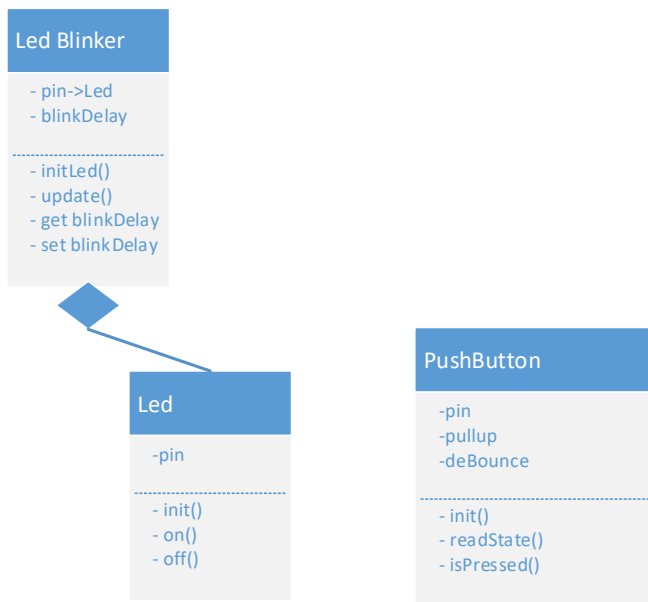 Led Blinker
- pin->Led
- blinkDelay
- initLed()
- update()
- get blinkDelay
- set blinkDelay
Led
-pin
- init()
- on()
- off()
PushButton
-pin
-pullup
-deBounce
- init()
- readState()
- isPressed()